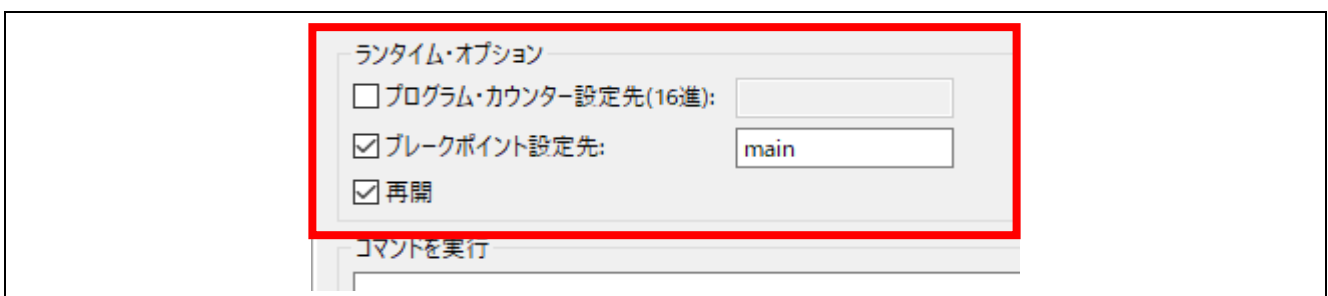 ランタイム・オプション
プログラム・カウンター設定先(16進):
ブレークポイント設定先: main
再開
コマンドを実行